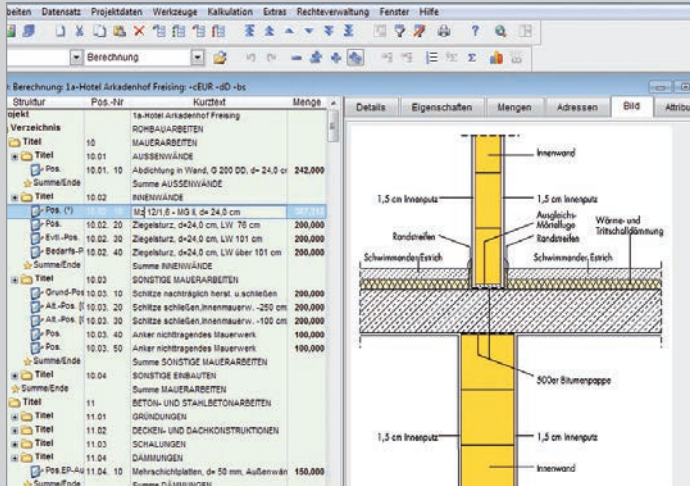 beiten Datensatz Projektdaten Werkzeuge Kalkulation Extras Rechteverwaltung Fenster Hilfe
Berechnung
Berechnung: 1a-Hotel Arkadenhof Freising: -cEUR -dD -bs
Struktur Pos.-Nr Kurztext Menge
ojekt 1a-Hotel Arkadenhof Freising
Verzeichnis ROHBAUARBEITEN
Titel 10 MAUERARBEITEN
Titel 10.01 AUSSENWÄNDE
Pos. 10.01. 10 Abdichtung in Wand, G 200 DD, d= 24,0 cr 242,000
Summe/Ende Summe AUSSENWÄNDE
Titel 10.02 INNENWÄNDE
Pos. (*) Mz 12/1,6 - MG II, d= 24,0 cm
Pos. 10.02. 20 Ziegelsturz, d=24,0 cm, LW 76 cm 200,000
Evtl.-Pos. 10.02. 30 Ziegelsturz, d=24,0 cm, LW 101 cm 200,000
Bedarfs-P 10.02. 40 Ziegelsturz, d=24,0 cm, LW über 101 cm 200,000
Summe/Ende Summe INNENWÄNDE
Titel 10.03 SONSTIGE MAUERARBEITEN
Grund-Pos 10.03. 10 Schlitze nachträglich herst. u.schließen 200,000
Alt.-Pos. [ 10.03. 20 Schlitze schließen,Innenmauerw. -250 cm 200,000
Alt.-Pos. [ 10.03. 30 Schlitze schließen,Innenmauerw. -100 cm 200,000
Pos. 10.03. 40 Anker nichttragendes Mauerwerk 100,000
Pos. 10.03. 50 Anker nichttragendes Mauerwerk 100,000
Summe/Ende Summe SONSTIGE MAUERARBEITEN
Titel 10.04 SONSTIGE EINBAUTEN
Summe/Ende Summe MAUERARBEITEN
Titel 11 BETON- UND STAHLBETONARBEITEN
Titel 11.01 GRÜNDUNGEN
Titel 11.02 DECKEN- UND DACHKONSTRUKTIONEN
Titel 11.03 SCHALUNGEN
Titel 11.04 DÄMMUNGEN
Pos.EP-Au 11.04. 10 Mehrschichtplatten, d= 50 mm, Außenwän 150,000
Summe/Ende Summe DÄMMUNGEN
Details Eigenschaften Mengen Adressen Bild Attribu
Innenwand
1,5 cm Innenputz 1,5 cm Innenputz
Ausgleichs-
Mörtelfuge
Randstreifen Randstreifen
Wärme- und
Trittschalldämmung
Schwimmender Estrich Schwimmender Estrich
500er Bitumenpappe
1,5 cm Innenputz 1,5 cm Innenputz
Innenwand